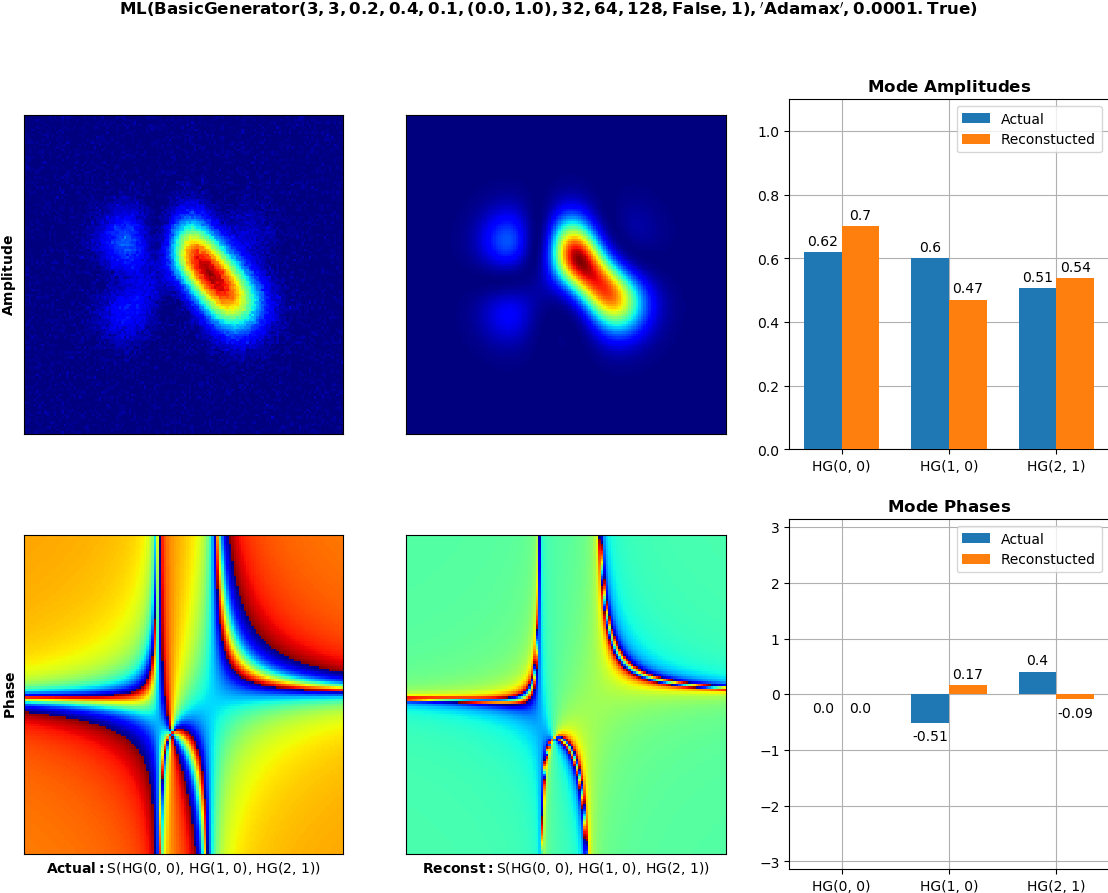 ML(BasicGenerator(3, 3, 0.2, 0.4, 0.1, (0.0, 1.0), 32, 64, 128, False, 1), ′Adamax′, 0.0001. True)
Amplitude
Mode Amplitudes
Actual
Reconstucted
1.0
0.8
0.6
0.4
0.2
0.0
0.62
0.7
0.6
0.47
0.51
0.54
HG(0, 0)
HG(1, 0)
HG(2, 1)
Phase
Actual: S(HG(0, 0), HG(1, 0), HG(2, 1))
Reconst: S(HG(0, 0), HG(1, 0), HG(2, 1))
Mode Phases
Actual
Reconstucted
3
2
1
0
−1
−2
−3
0.0
0.0
-0.51
0.17
0.4
-0.09
HG(0, 0)
HG(1, 0)
HG(2, 1)